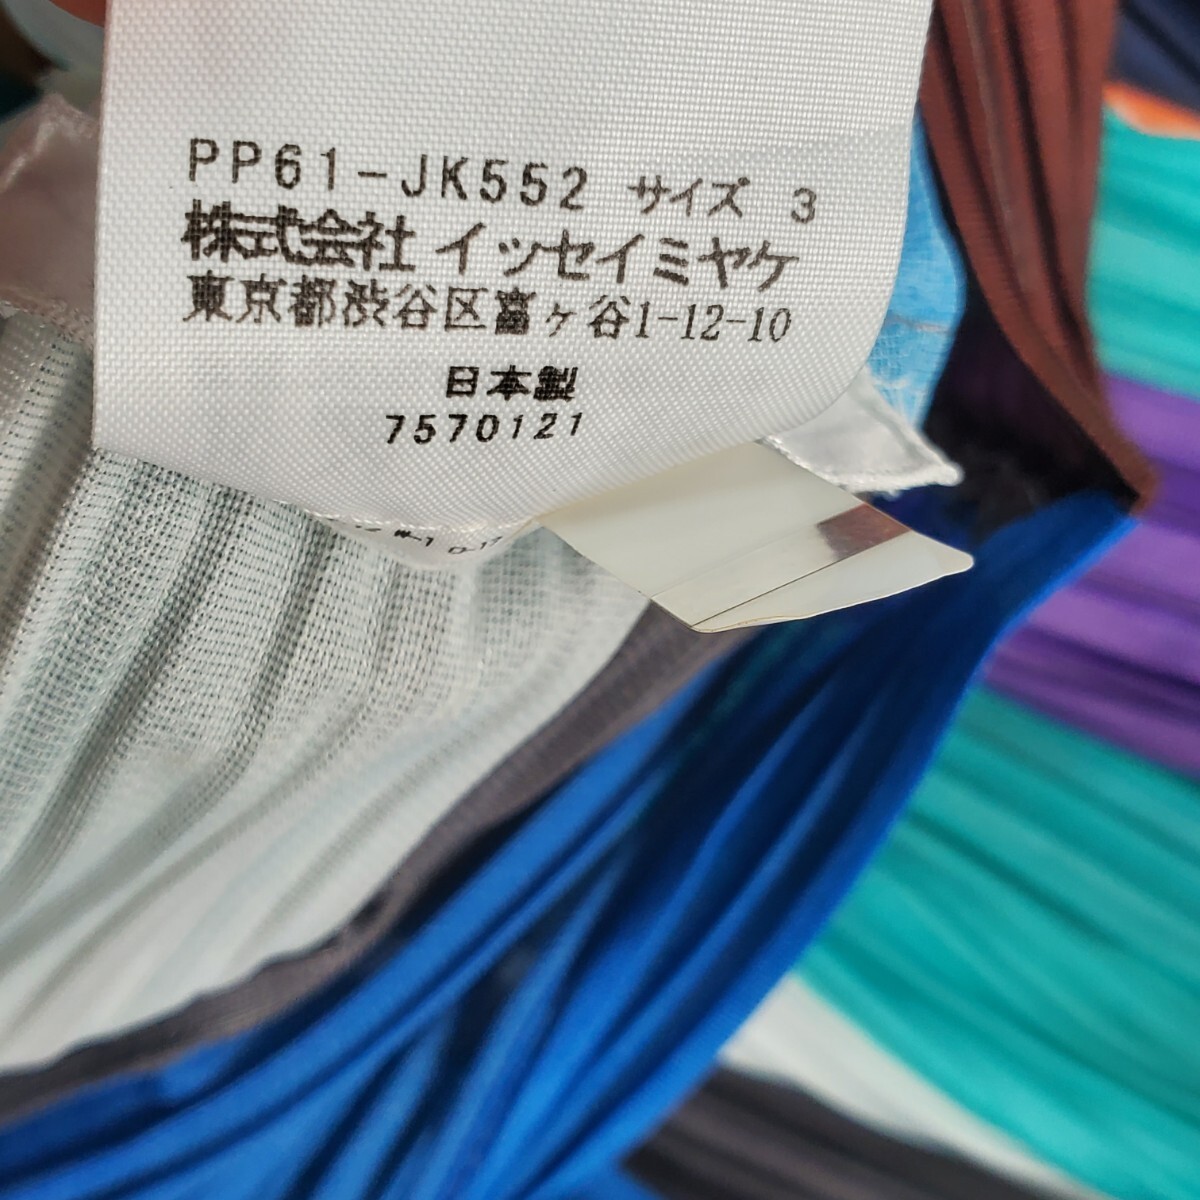 PP61-JK552 サイズ 3
株式会社 イッセイミヤケ
東京都渋谷区富ヶ谷1-12-10
日本製
7570121